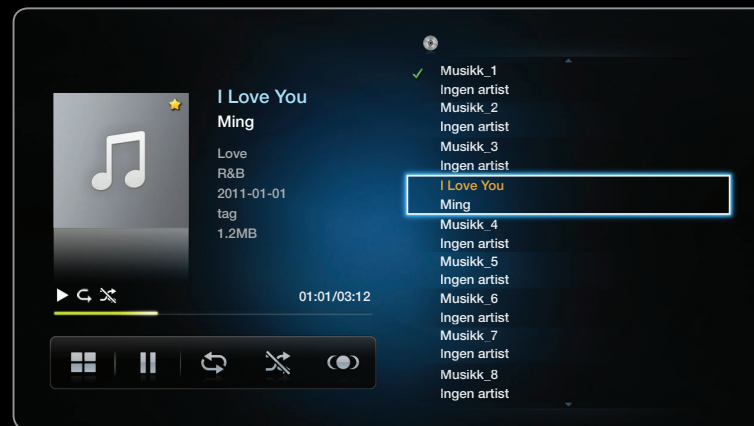 I Love You
Ming
Love
R&B
2011-01-01
tag
1.2MB
01:01/03:12
Musikk_1
Ingen artist
Musikk_2
Ingen artist
Musikk_3
Ingen artist
I Love You
Ming
Musikk_4
Ingen artist
Musikk_5
Ingen artist
Musikk_6
Ingen artist
Musikk_7
Ingen artist
Musikk_8
Ingen artist